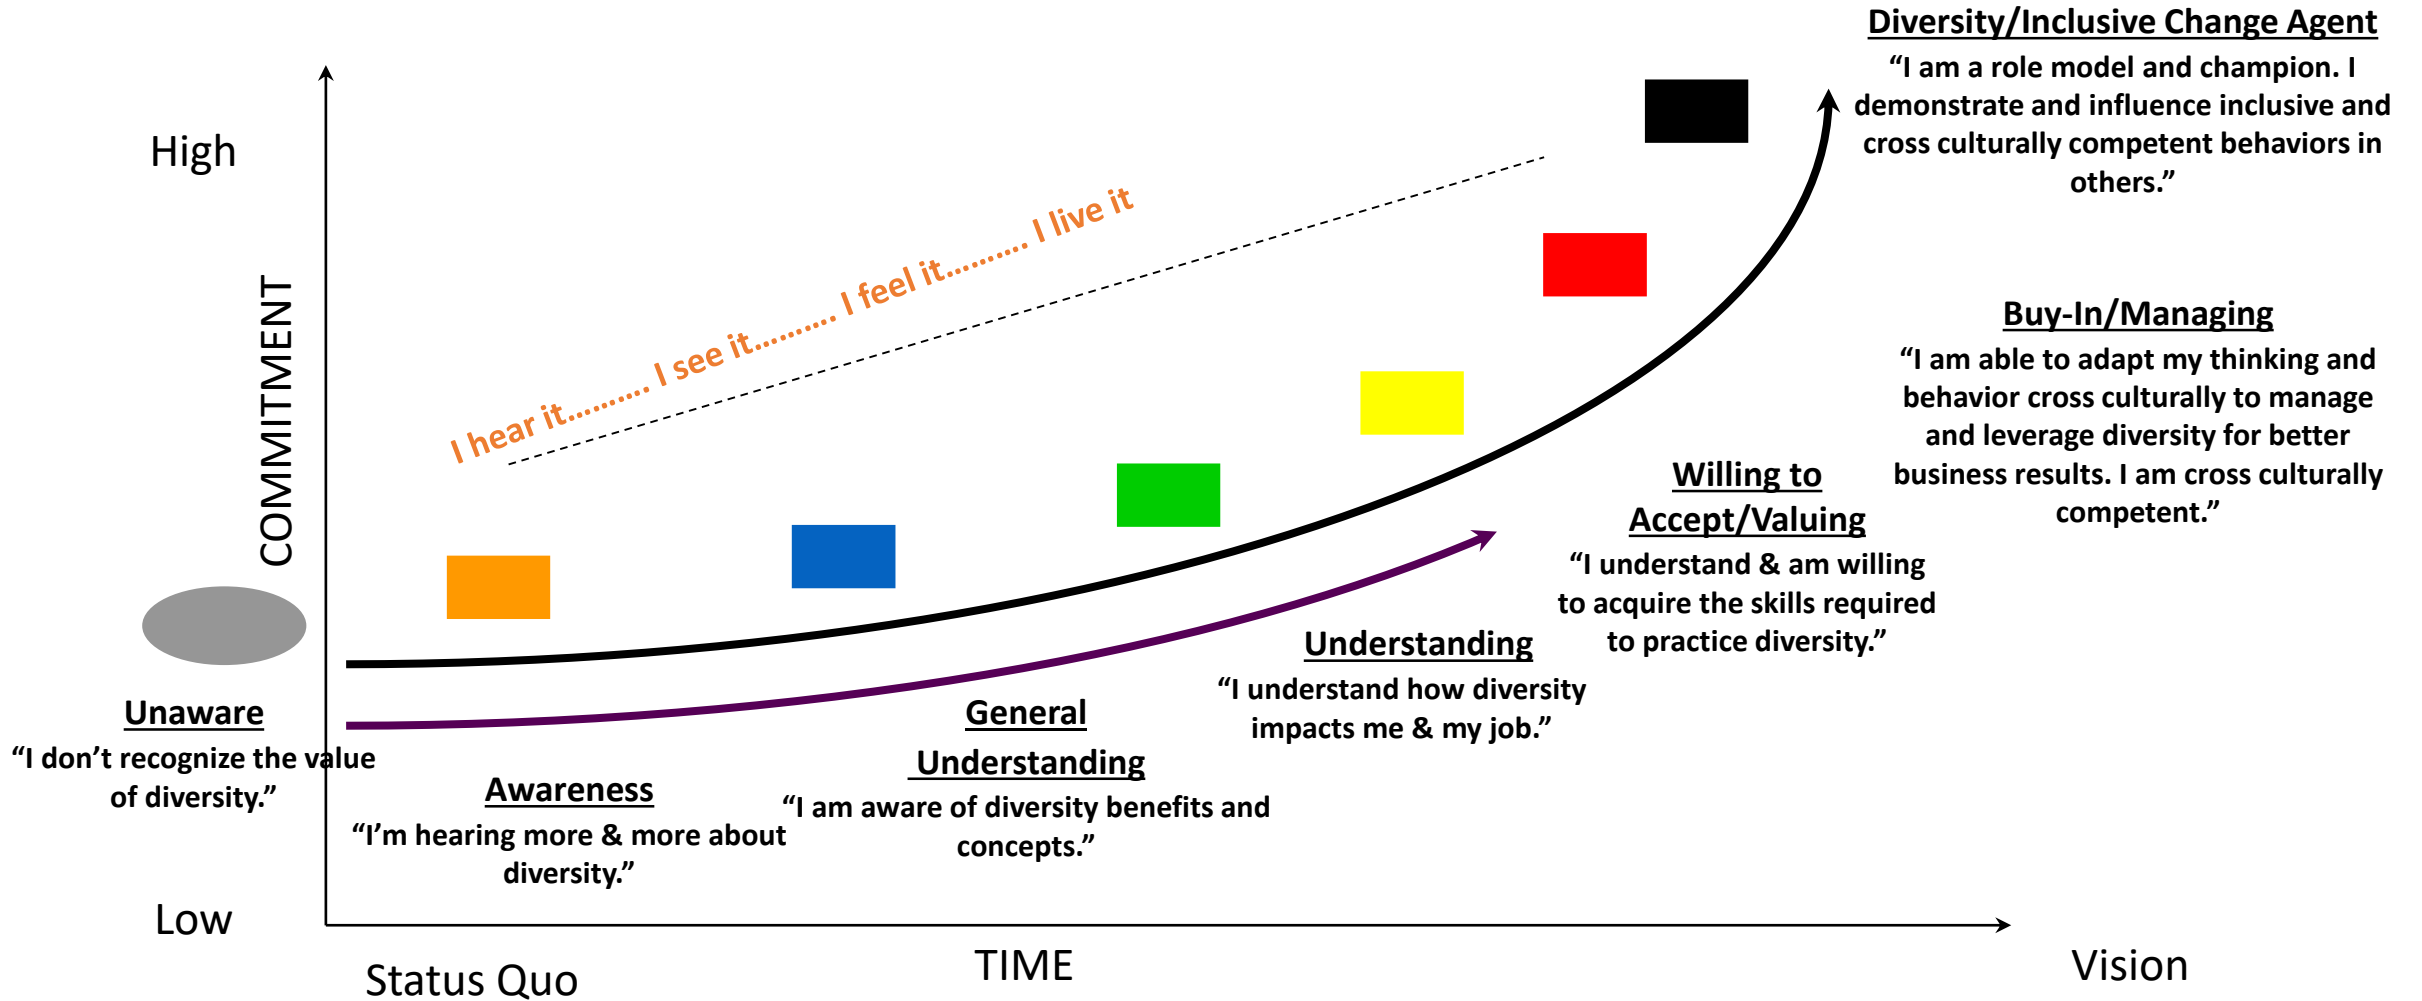 Diversity/Inclusive Change Agent
“I am a role model and champion. I
demonstrate and influence inclusive and
cross culturally competent behaviors in
others.”
High
COMMITMENT
I hear it.......... I see it.......... I feel it.......... I live it
Buy-In/Managing
“I am able to adapt my thinking and
behavior cross culturally to manage
and leverage diversity for better
business results. I am cross culturally
competent.”
Willing to
Accept/Valuing
“I understand & am willing
to acquire the skills required
to practice diversity.”
Understanding
“I understand how diversity
impacts me & my job.”
General
Understanding
“I am aware of diversity benefits and
concepts.”
Unaware
“I don’t recognize the value
of diversity.”
Awareness
“I’m hearing more & more about
diversity.”
Low
Status Quo
TIME
Vision